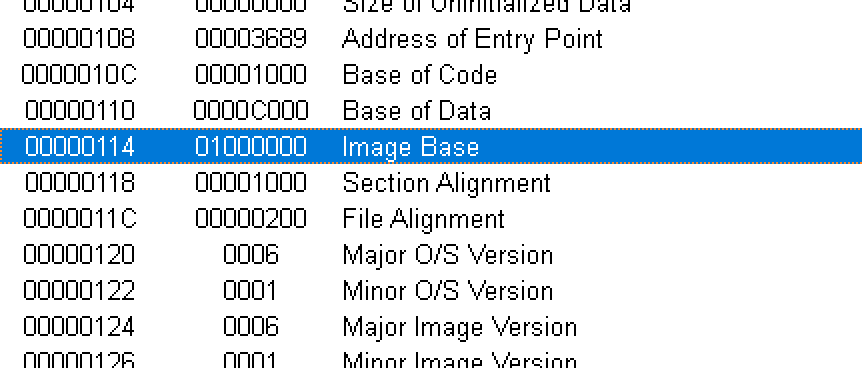 00000104 00000000 Size of Uninitialized Data
00000108 00003689 Address of Entry Point
0000010C 00001000 Base of Code
00000110 0000C000 Base of Data
00000114 01000000 Image Base
00000118 00001000 Section Alignment
0000011C 00000200 File Alignment
00000120 0006 Major O/S Version
00000122 0001 Minor O/S Version
00000124 0006 Major Image Version
00000126 0001 Minor Image Version